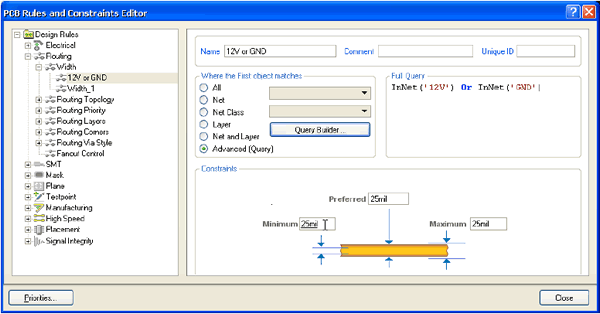 PCB Rules and Constraints Editor
Design Rules
Electrical
Routing
Width
12V or GND
Width_1
Routing Topology
Routing Priority
Routing Layers
Routing Corners
Routing Via Style
Fanout Control
SMT
Mask
Plane
Testpoint
Manufacturing
High Speed
Placement
Signal Integrity
Name 12V or GND Comment Unique ID
Where the First object matches
All
Net
Net Class
Layer
Net and Layer
Advanced (Query)
Query Builder ...
Full Query
InNet('12V') Or InNet('GND')
Constraints
Preferred 25mil
Minimum 25mil
Maximum 25mil
Priorities...
Close